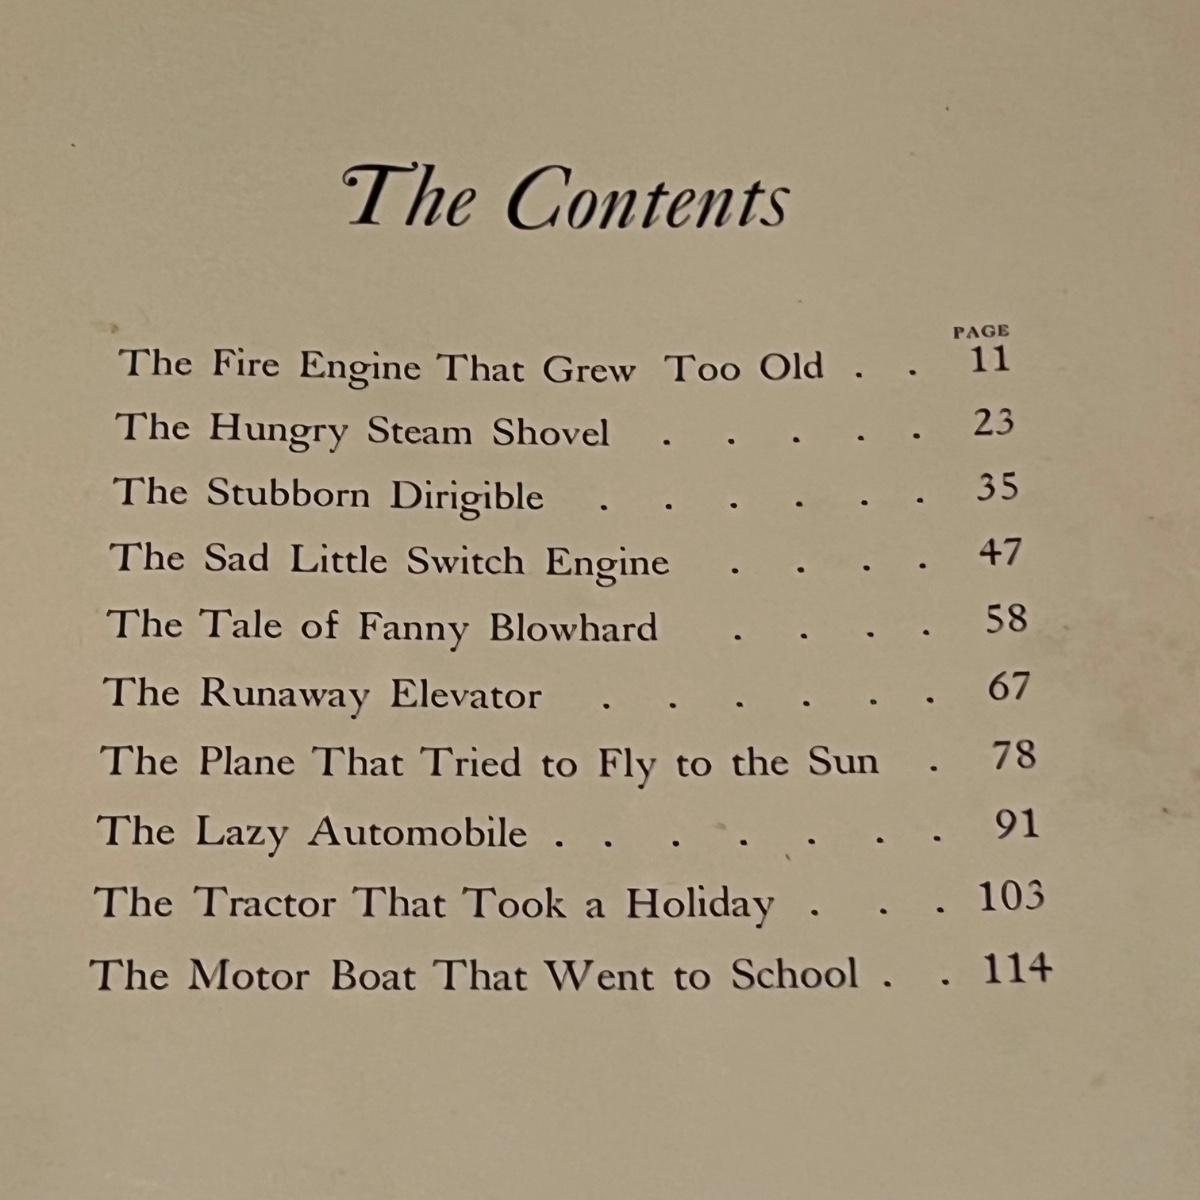 The Contents
PAGE
The Fire Engine That Grew Too Old . . 11
The Hungry Steam Shovel . . . . . 23
The Stubborn Dirigible . . . . . . 35
The Sad Little Switch Engine . . . . 47
The Tale of Fanny Blowhard . . . . 58
The Runaway Elevator . . . . . . 67
The Plane That Tried to Fly to the Sun . 78
The Lazy Automobile . . . . . . . 91
The Tractor That Took a Holiday . . . 103
The Motor Boat That Went to School . . 114